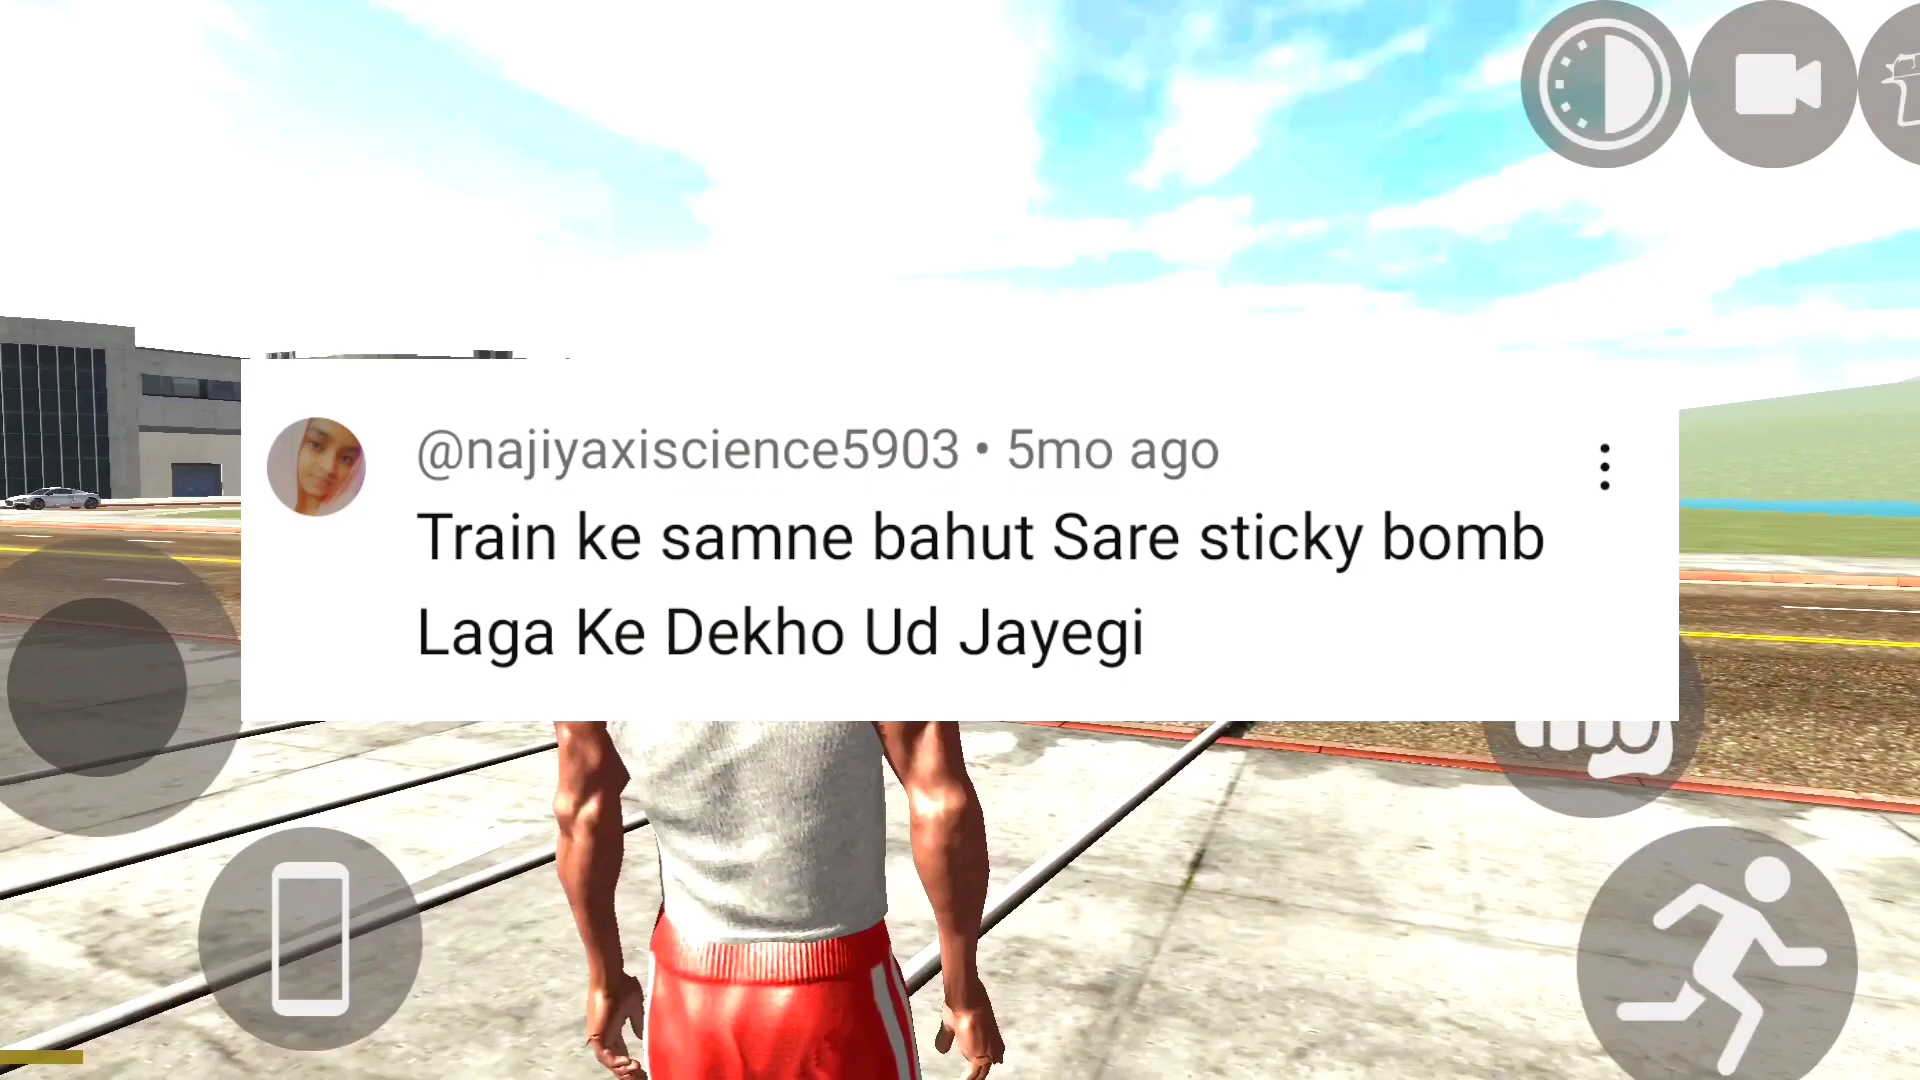 @najiyaxiscience5903 • 5mo ago
Train ke samne bahut Sare sticky bomb
Laga Ke Dekho Ud Jayegi